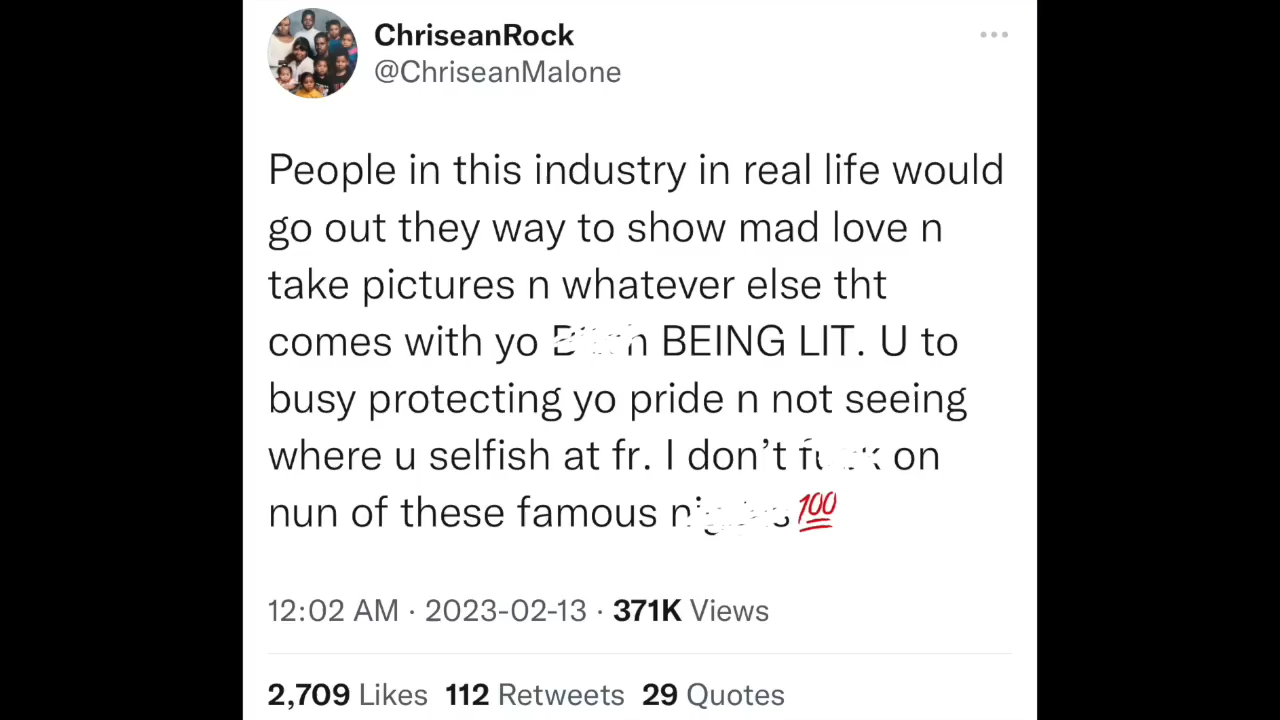 ChriseanRock
@ChriseanMalone
People in this industry in real life would
go out they way to show mad love n
take pictures n whatever else tht
comes with yo BEING LIT. U to
busy protecting yo pride n not seeing
where u selfish at fr. I don’t on
nun of these famous 💯
12:02 AM · 2023-02-13 · 371K Views
2,709 Likes 112 Retweets 29 Quotes